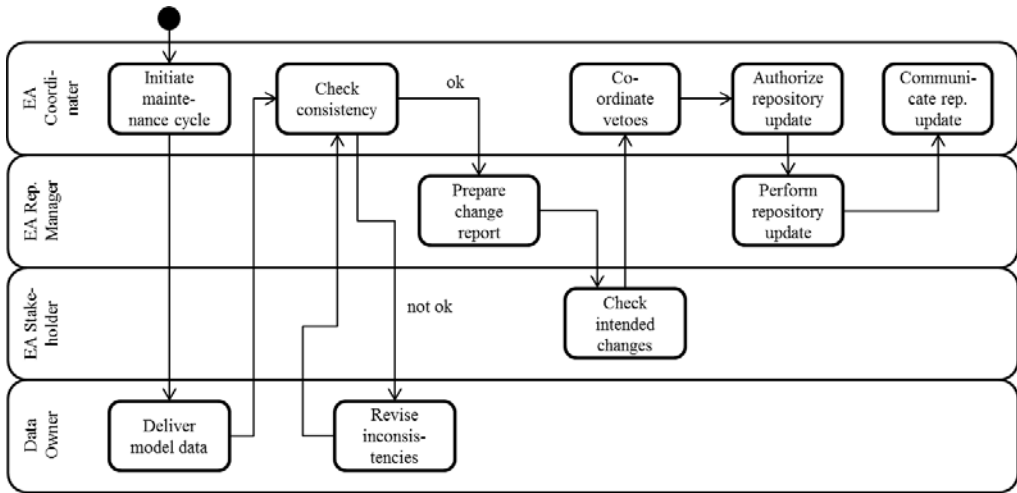 EA
Coordi-
nater
Initiate
mainte-
nance cycle
Check
consistency
ok
Co-
ordinate
vetoes
Authorize
repository
update
Communi-
cate rep.
update
EA Rep.
Manager
Prepare
change
report
Perform
repository
update
EA Stake-
holder
not ok
Check
intended
changes
Data
Owner
Deliver
model data
Revise
inconsis-
tencies